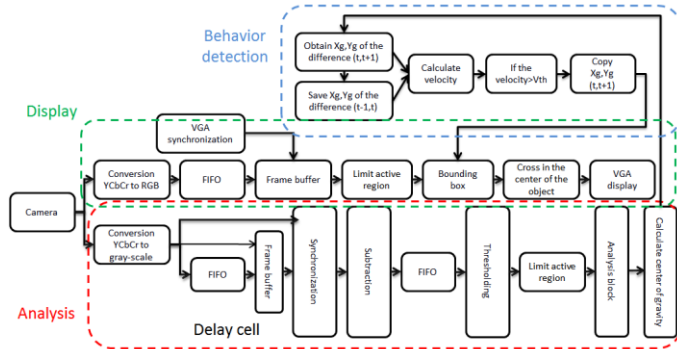 Behavior
detection
Obtain Xg,Yg of the
difference (t,t+1)
Save Xg,Yg of the
difference (t-1,t)
Calculate
velocity
If the
velocity>Vth
Copy
Xg,Yg
(t,t+1)
Display
VGA
synchronization
Conversion
YCbCr to RGB
FIFO
Frame buffer
Limit active
region
Bounding
box
Cross in the
center of the
object
VGA
display
Camera
Conversion
YCbCr to
gray-scale
FIFO
Frame buffer
Synchronization
Subtraction
FIFO
Thresholding
Limit active
region
Analysis block
Calculate center of gravity
Analysis
Delay cell